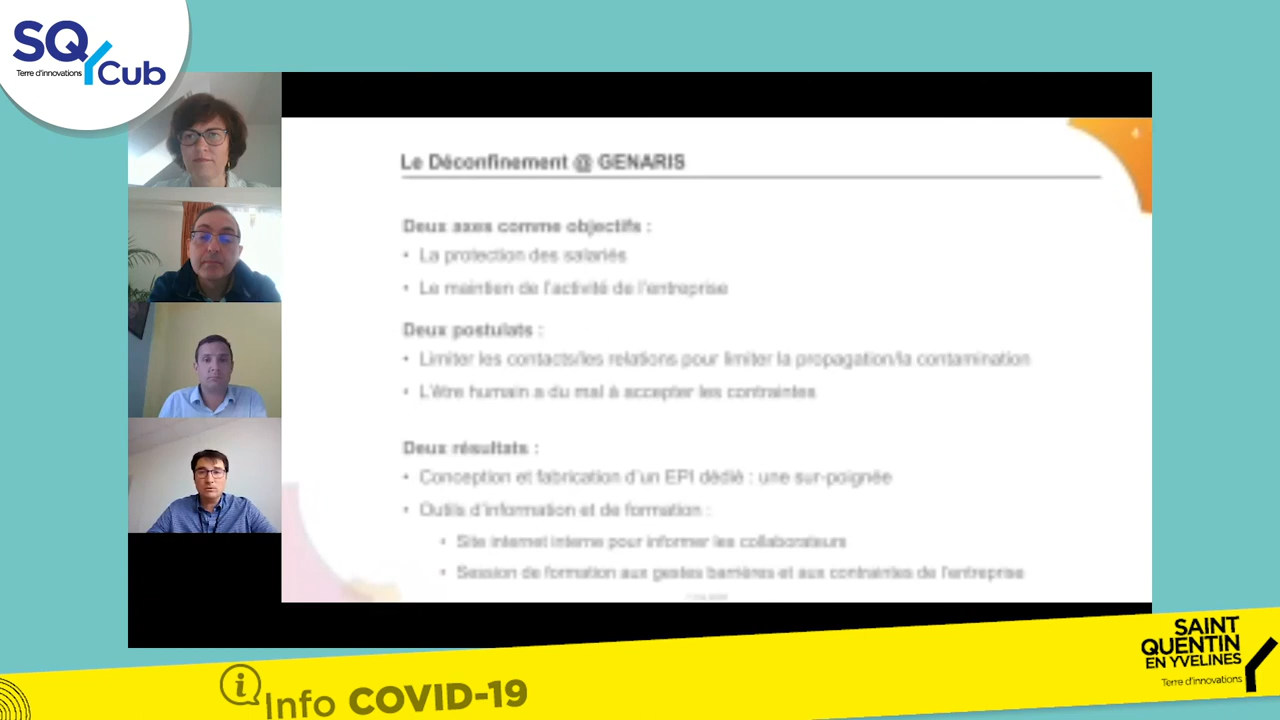 SQY Cub
Terre d'innovations
4
Le Déconfinement @ GENARIS
Deux axes comme objectifs :
• La protection des salariés
• Le maintien de l'activité de l'entreprise
Deux postulats :
• Limiter les contacts/les relations pour limiter la propagation/la contamination
• L'être humain a du mal à accepter les contraintes
Deux résultats :
• Conception et fabrication d'un EPI dédié : une sur-poignée
• Outils d'information et de formation :
• Site internet interne pour informer les collaborateurs
• Session de formation aux gestes barrières et aux contraintes de l'entreprise
i Info COVID-19
SAINT
QUENTIN
EN YVELINES
Terre d'innovations